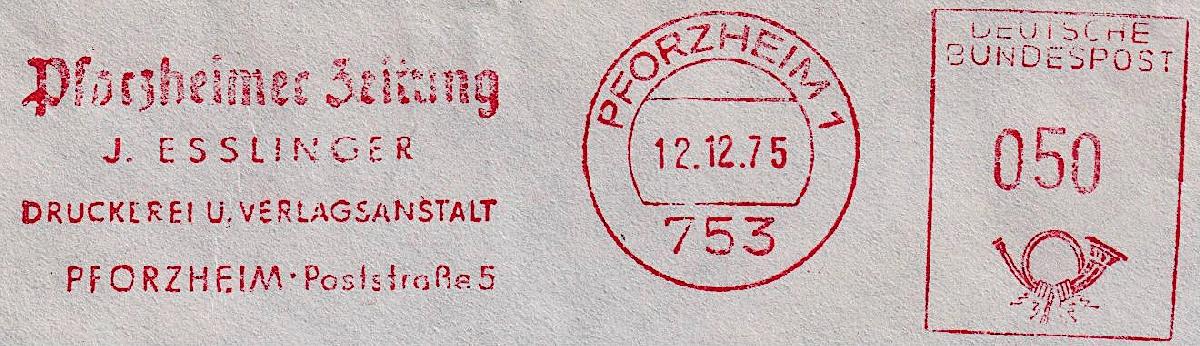 Pforzheimer Zeitung
J. ESSLINGER
DRUCKEREI U. VERLAGSANSTALT
PFORZHEIM · Poststraße 5
PFORZHEIM 1
12.12.75
753
DEUTSCHE
BUNDESPOST
050